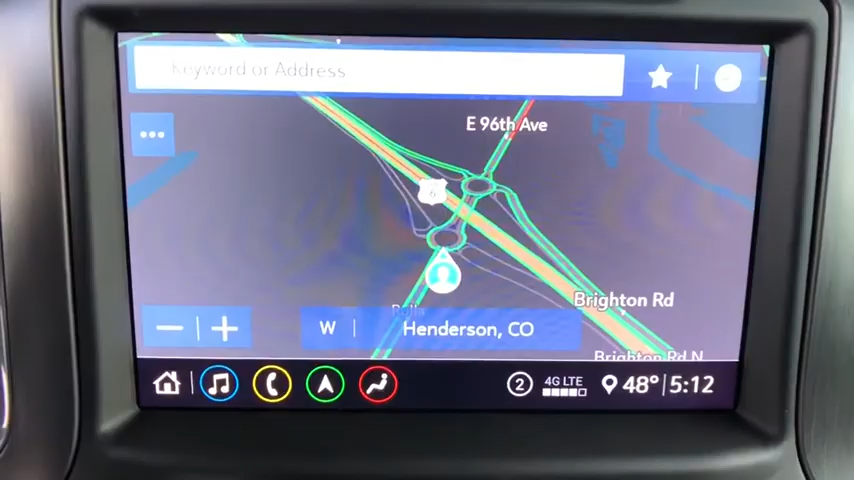 Keyword or Address
E 96th Ave
6
Brighton Rd
W Henderson, CO
Brighton Rd N
2 4G LTE 48° 5:12